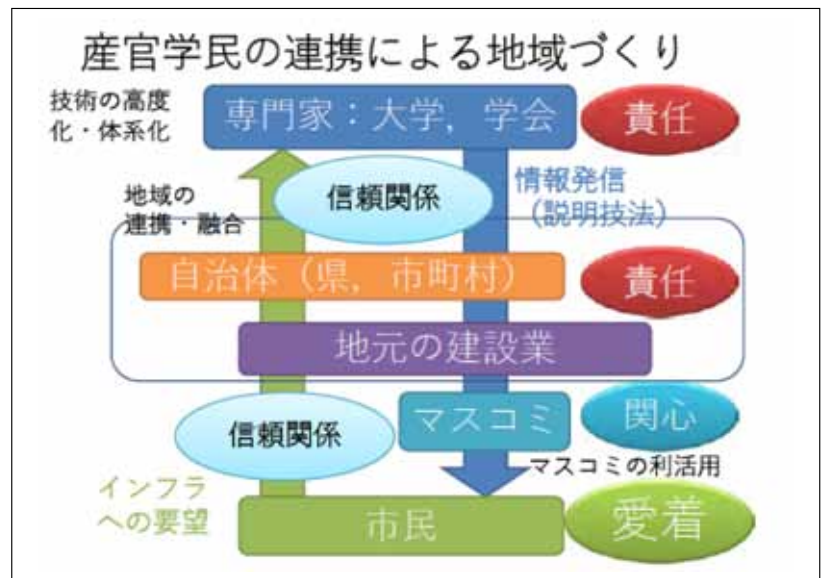 産官学民の連携による地域づくり
技術の高度
化・体系化
専門家：大学，学会
責任
地域の
連携・融合
信頼関係
情報発信
（説明技法）
自治体（県，市町村）
責任
地元の建設業
信頼関係
マスコミ
関心
マスコミの利活用
インフラ
への要望
市民
愛着